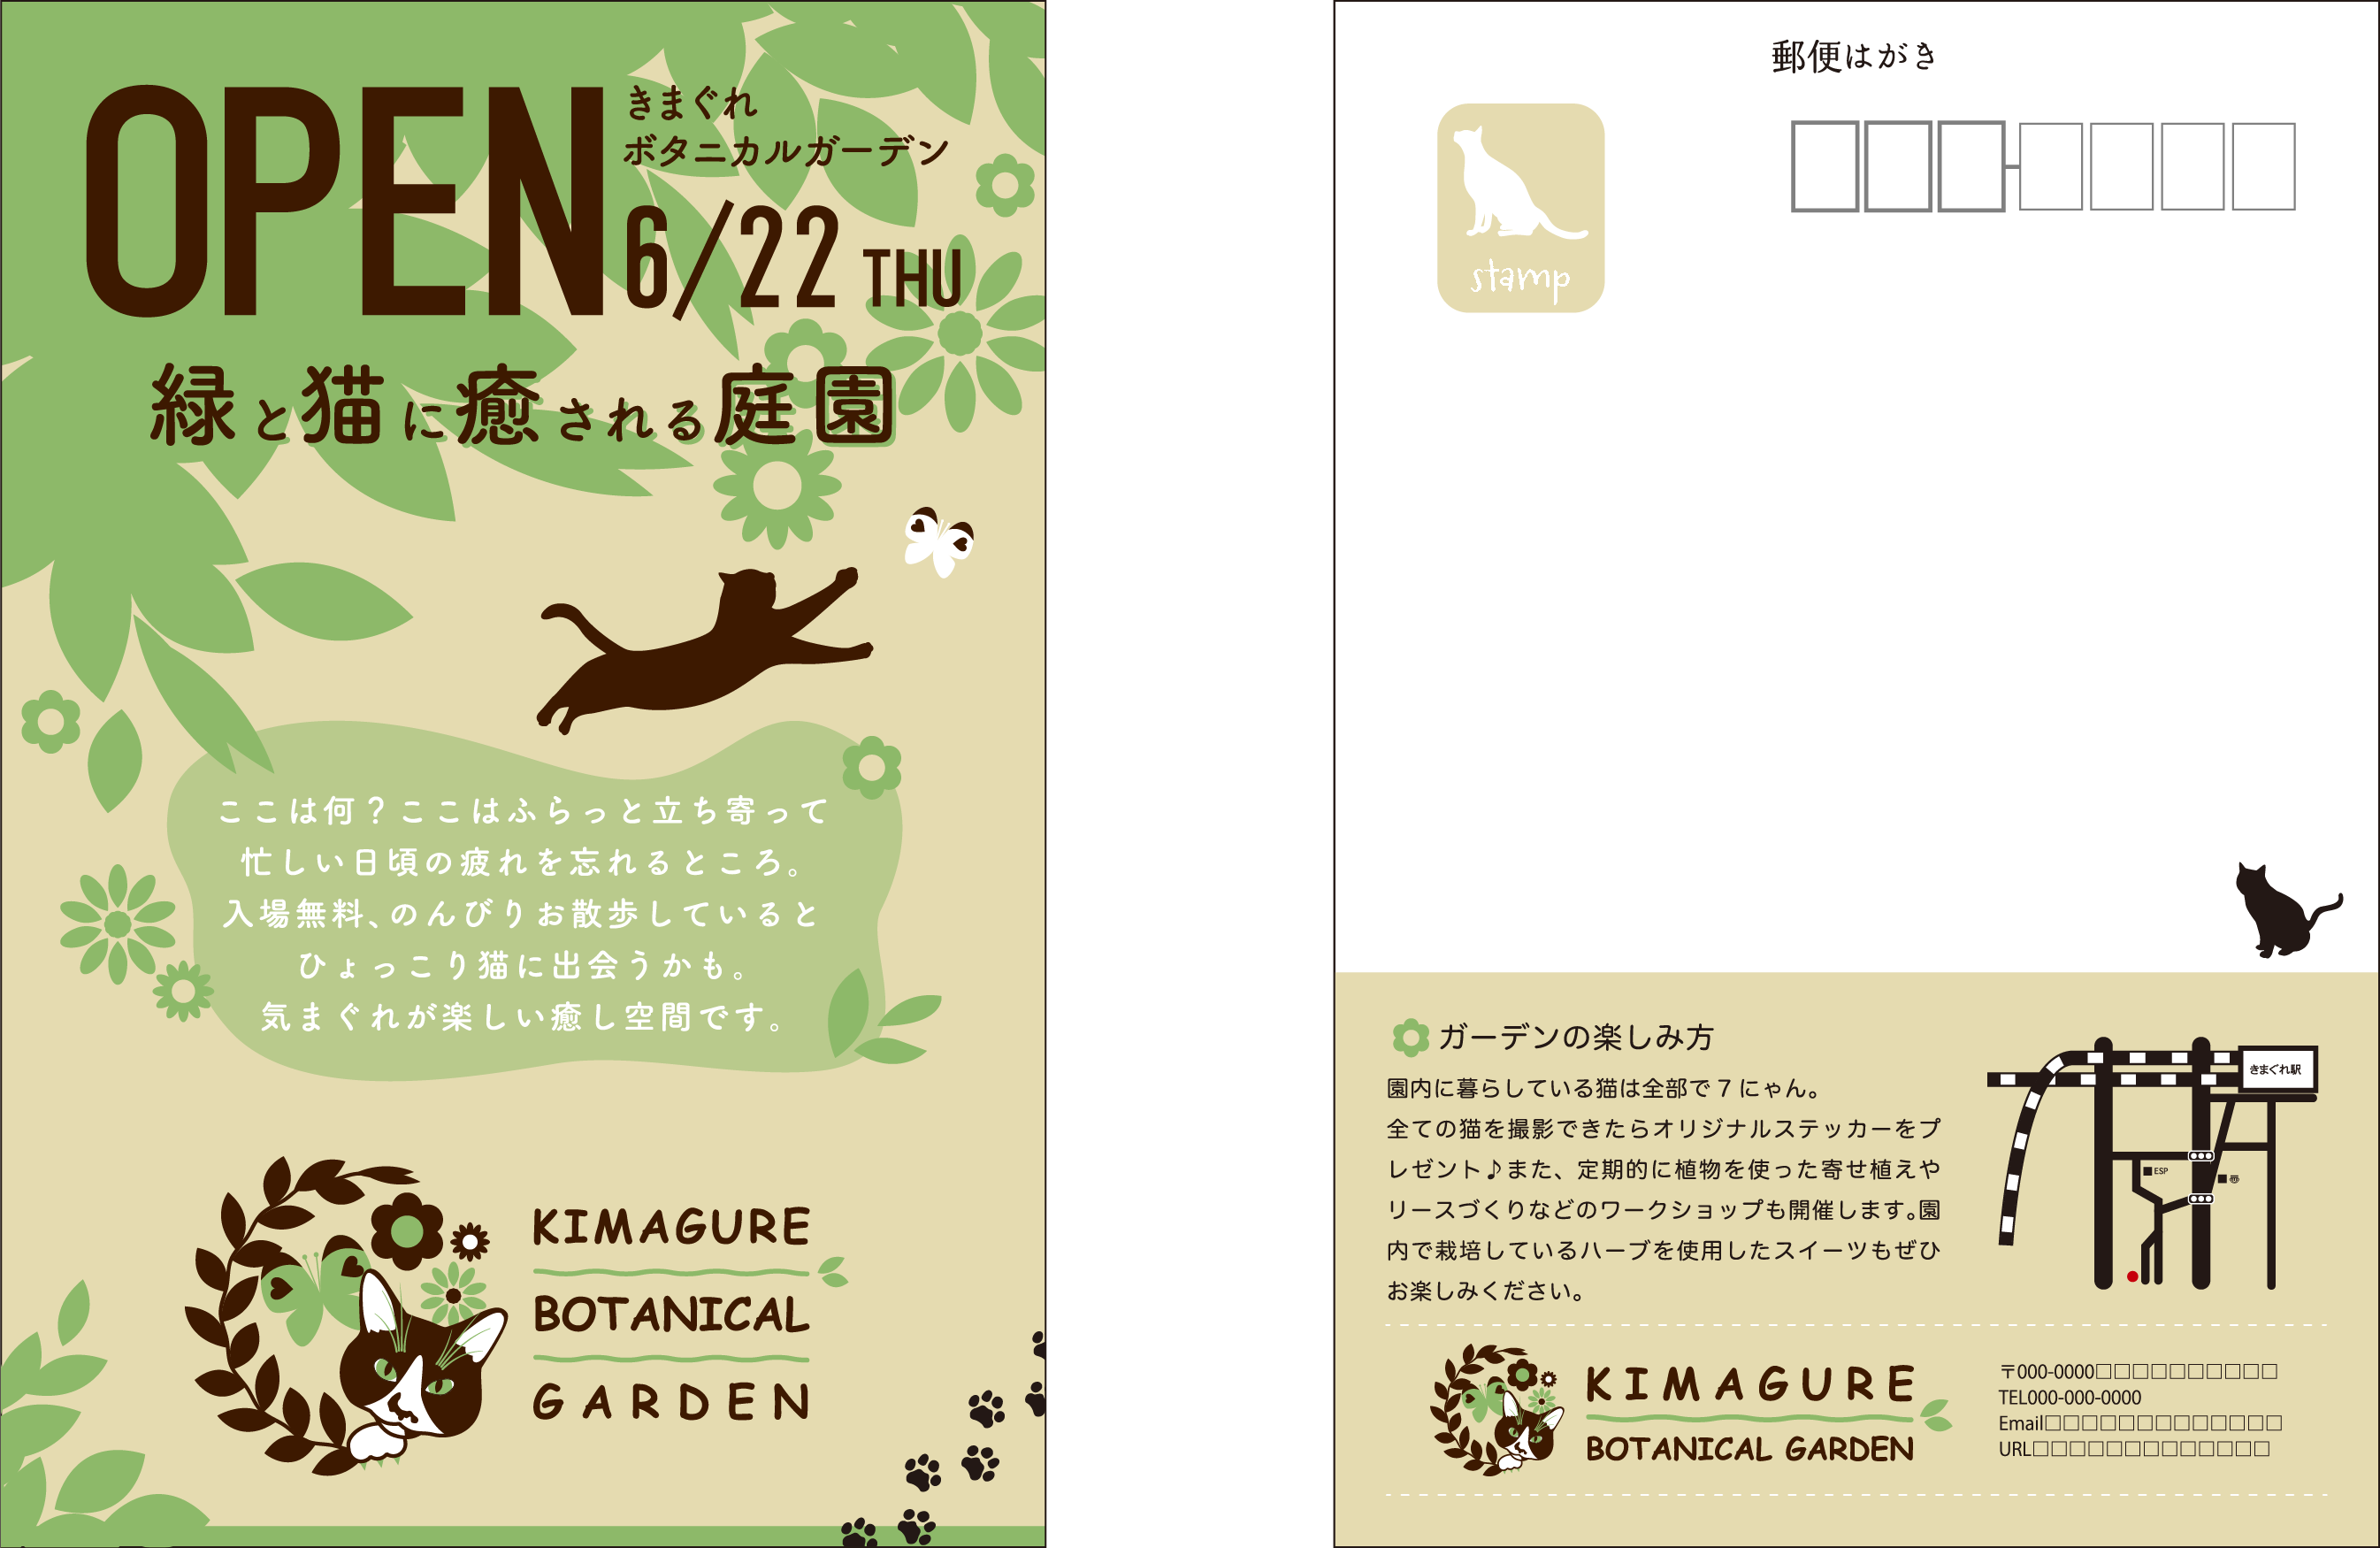 OPEN
きまぐれ
ボタニカルガーデン
6/22 THU
緑と猫に癒される庭園
ここは何？ここはふらっと立ち寄って
忙しい日頃の疲れを忘れるところ。
入場無料、のんびりお散歩していると
ひょっこり猫に出会うかも。
気まぐれが楽しい癒し空間です。
KIMAGURE
BOTANICAL
GARDEN
郵便はがき
stamp
ガーデンの楽しみ方
園内に暮らしている猫は全部で7にゃん。
全ての猫を撮影できたらオリジナルステッカーをプ
レゼント♪また、定期的に植物を使った寄せ植えや
リースづくりなどのワークショップも開催します。園
内で栽培しているハーブを使用したスイーツもぜひ
お楽しみください。
きまぐれ駅
ESP
KIMAGURE
BOTANICAL GARDEN
〒000-0000□□□□□□□□□□
TEL000-000-0000
Email□□□□□□□□□□□□□
URL□□□□□□□□□□□□□